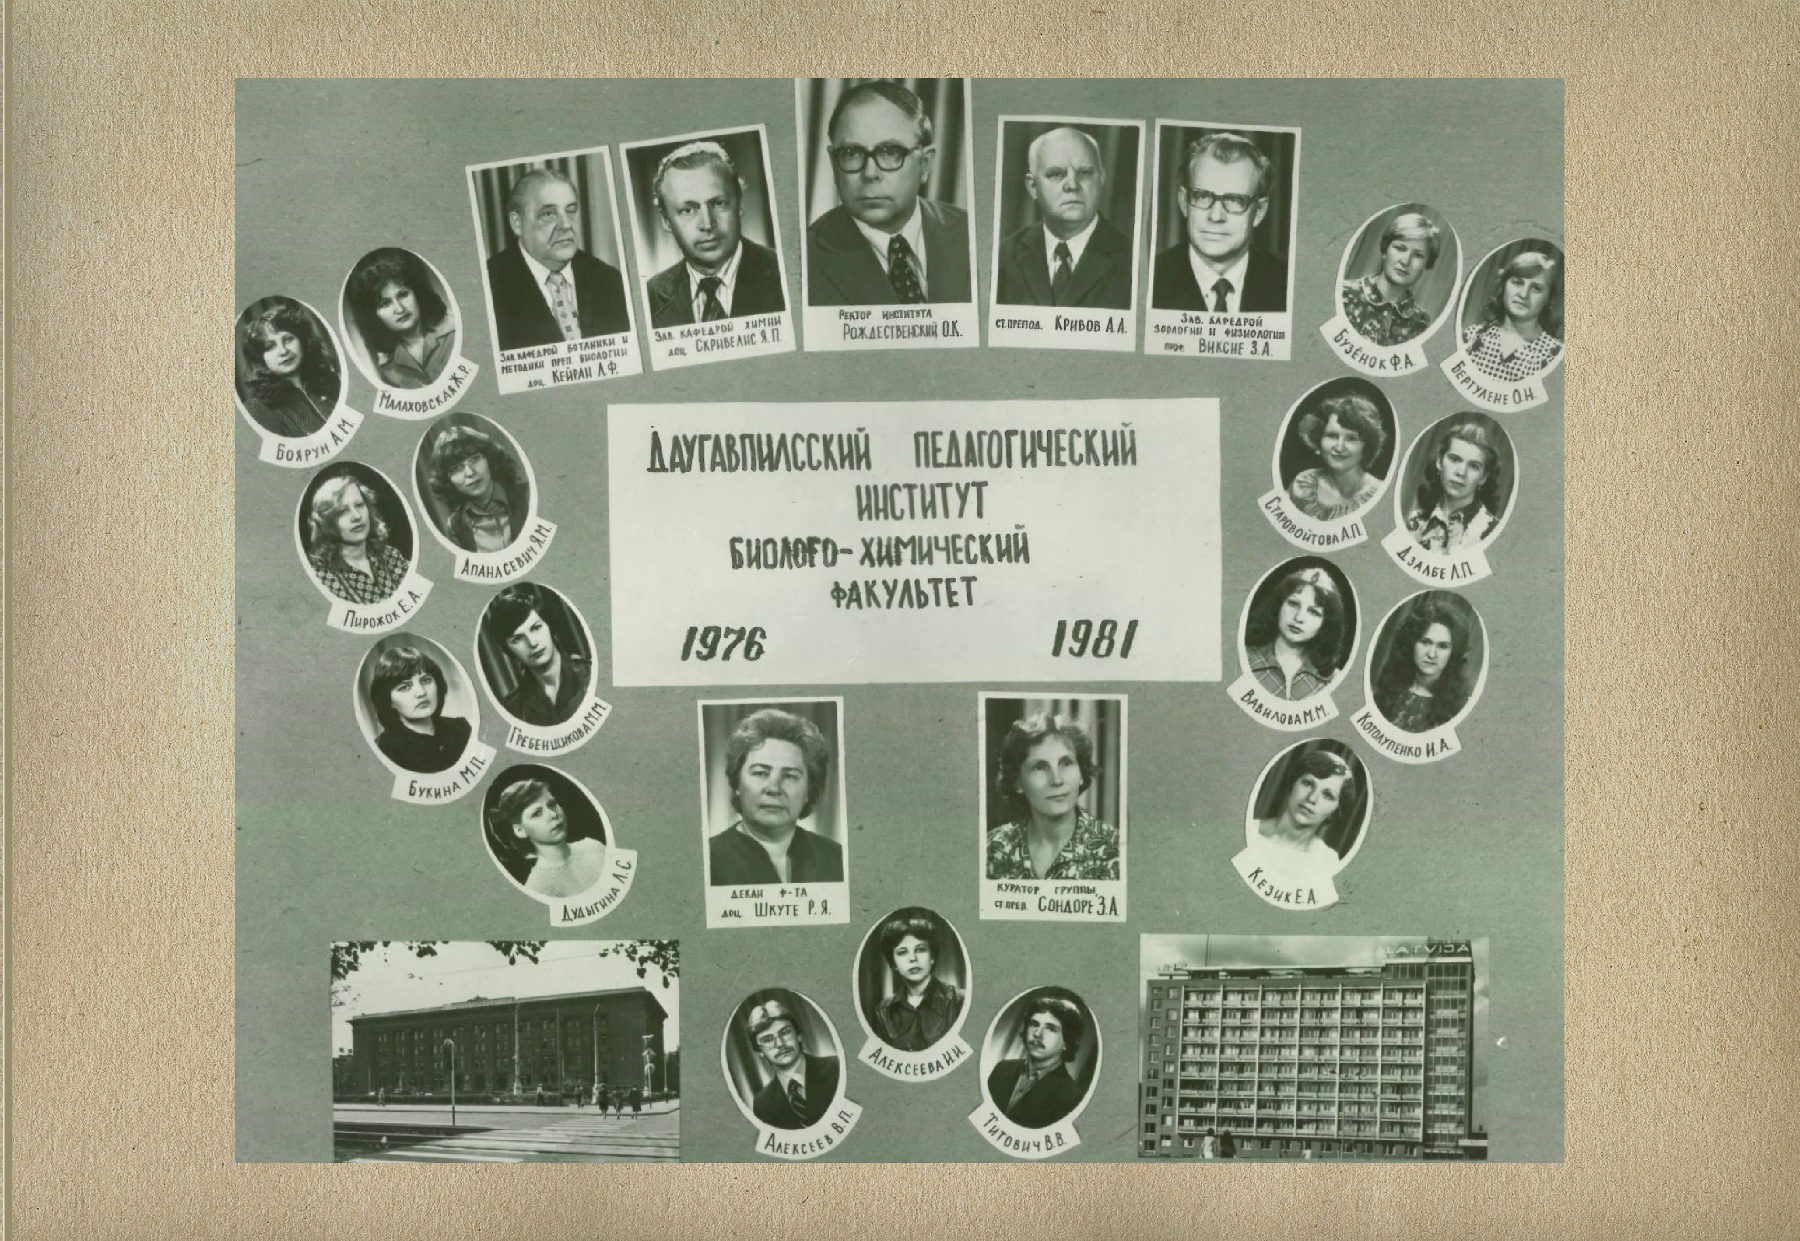 Зав. кафедрой ботаники и
методики преп. биологии
доц. Кейран Л.Ф.
Зав. кафедрой химии
доц. Скривелис Я.П.
Ректор института
Рождественский О.К.
ст. препод. Кривов А.А.
Зав. кафедрой
зоологии и физиологии
проф. Виксне З.А.
Боярун А.М.
Малаховская Ж.Р.
Бузёнок Ф.А.
Бертулене О.Н.
Даугавпилсский педагогический
институт
биолого-химический
факультет
1976 1981
Пирожок Е.А.
Апанасевич Я.М.
Старовойтова А.П.
Дзалбе Л.П.
Букина М.П.
Гребенщикова М.М.
Вавилова М.М.
Котолупенко И.А.
Дудыгина Л.С.
Декан ф-та
доц. Шкуте Р.Я.
Куратор группы
ст. преп. Сондоре З.А.
Кезик Е.А.
Алексеев В.П.
Алексеева И.И.
Титович В.В.
LATVIJA